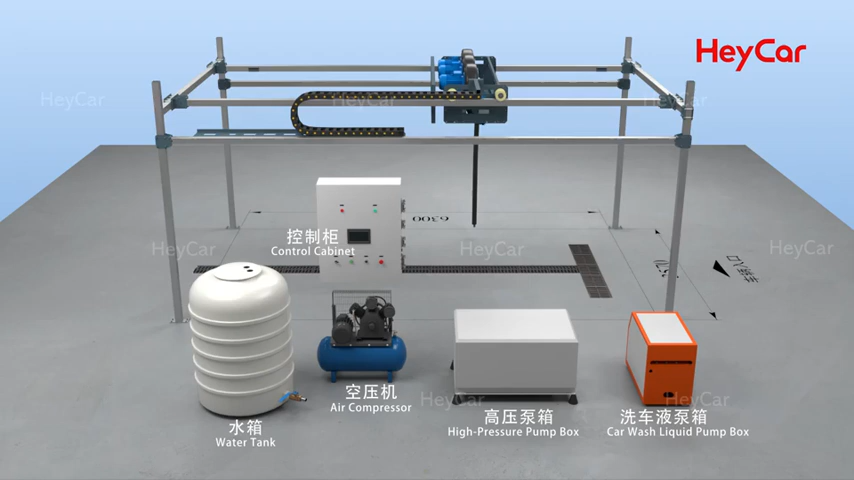 HeyCar
HeyCar
HeyCar
HeyCar
6300
控制柜
Control Cabinet
HeyCar
HeyCar
HeyCar
空压机
Air Compressor
HeyCar
HeyCar
水箱
Water Tank
高压泵箱
High-Pressure Pump Box
洗车液泵箱
Car Wash Liquid Pump Box